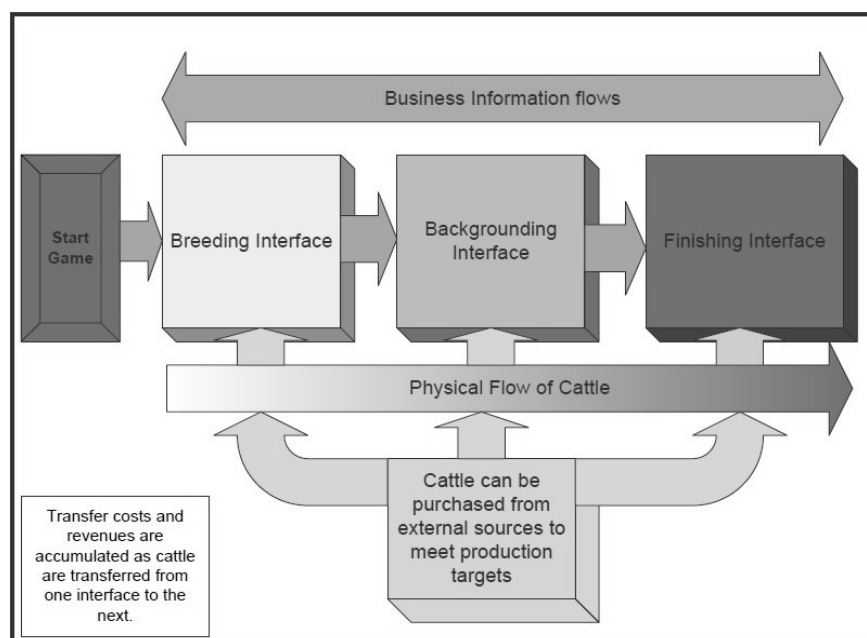 Business Information flows
Start
Game
Breeding Interface
Backgrounding
Interface
Finishing Interface
Physical Flow of Cattle
Cattle can be
purchased from
external sources to
meet production
targets
Transfer costs and
revenues are
accumulated as cattle
are transferred from
one interface to the
next.